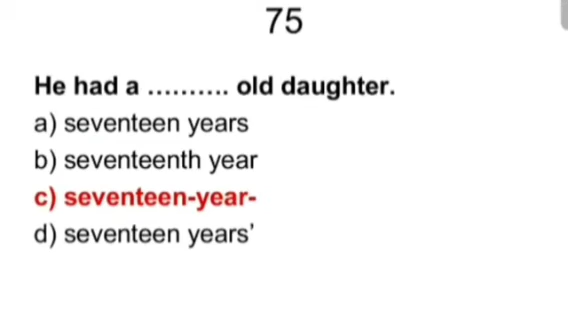 75
He had a .......... old daughter.
a) seventeen years
b) seventeenth year
c) seventeen-year-
d) seventeen years'